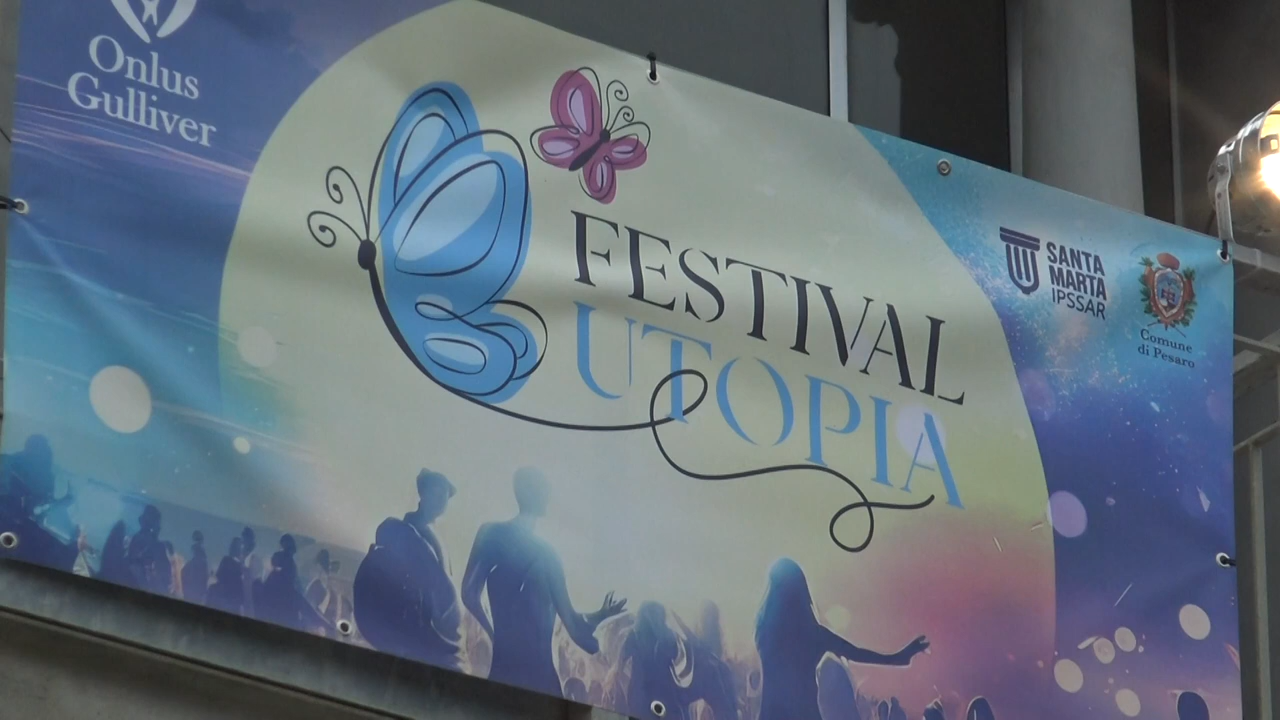 Onlus
Gulliver
FESTIVAL
UTOPIA
SANTA
MARTA
IPSSAR
Comune
di Pesaro